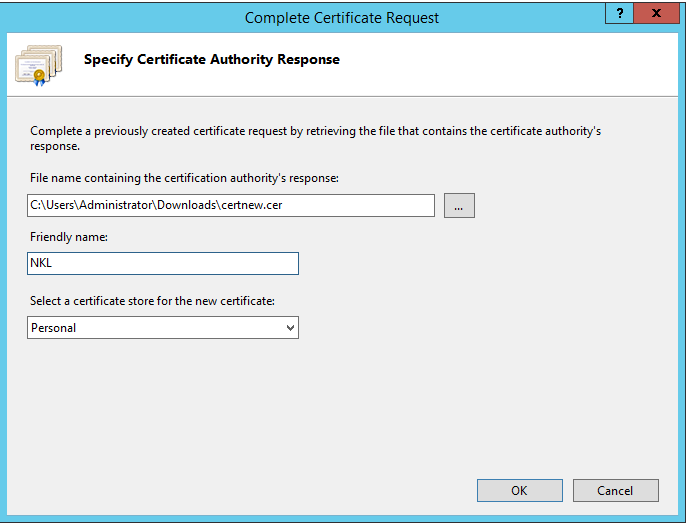 Complete Certificate Request
?
X
Specify Certificate Authority Response
Complete a previously created certificate request by retrieving the file that contains the certificate authority's
response.
File name containing the certification authority's response:
C:\Users\Administrator\Downloads\certnew.cer
...
Friendly name:
NKL
Select a certificate store for the new certificate:
Personal
OK
Cancel